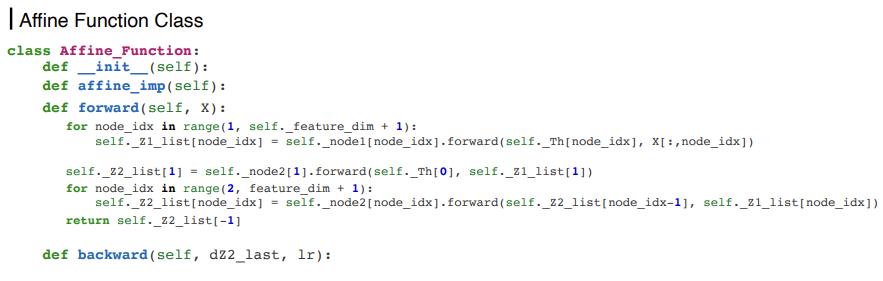 Affine Function Class
class Affine_Function:
    def __init__(self):
    def affine_imp(self):
    def forward(self, X):
        for node_idx in range(1, self._feature_dim + 1):
            self._Z1_list[node_idx] = self._node1[node_idx].forward(self._Th[node_idx], X[:,node_idx])
        self._Z2_list[1] = self._node2[1].forward(self._Th[0], self._Z1_list[1])
        for node_idx in range(2, feature_dim + 1):
            self._Z2_list[node_idx] = self._node2[node_idx].forward(self._Z2_list[node_idx-1], self._Z1_list[node_idx])
        return self._Z2_list[-1]
    def backward(self, dZ2_last, lr):